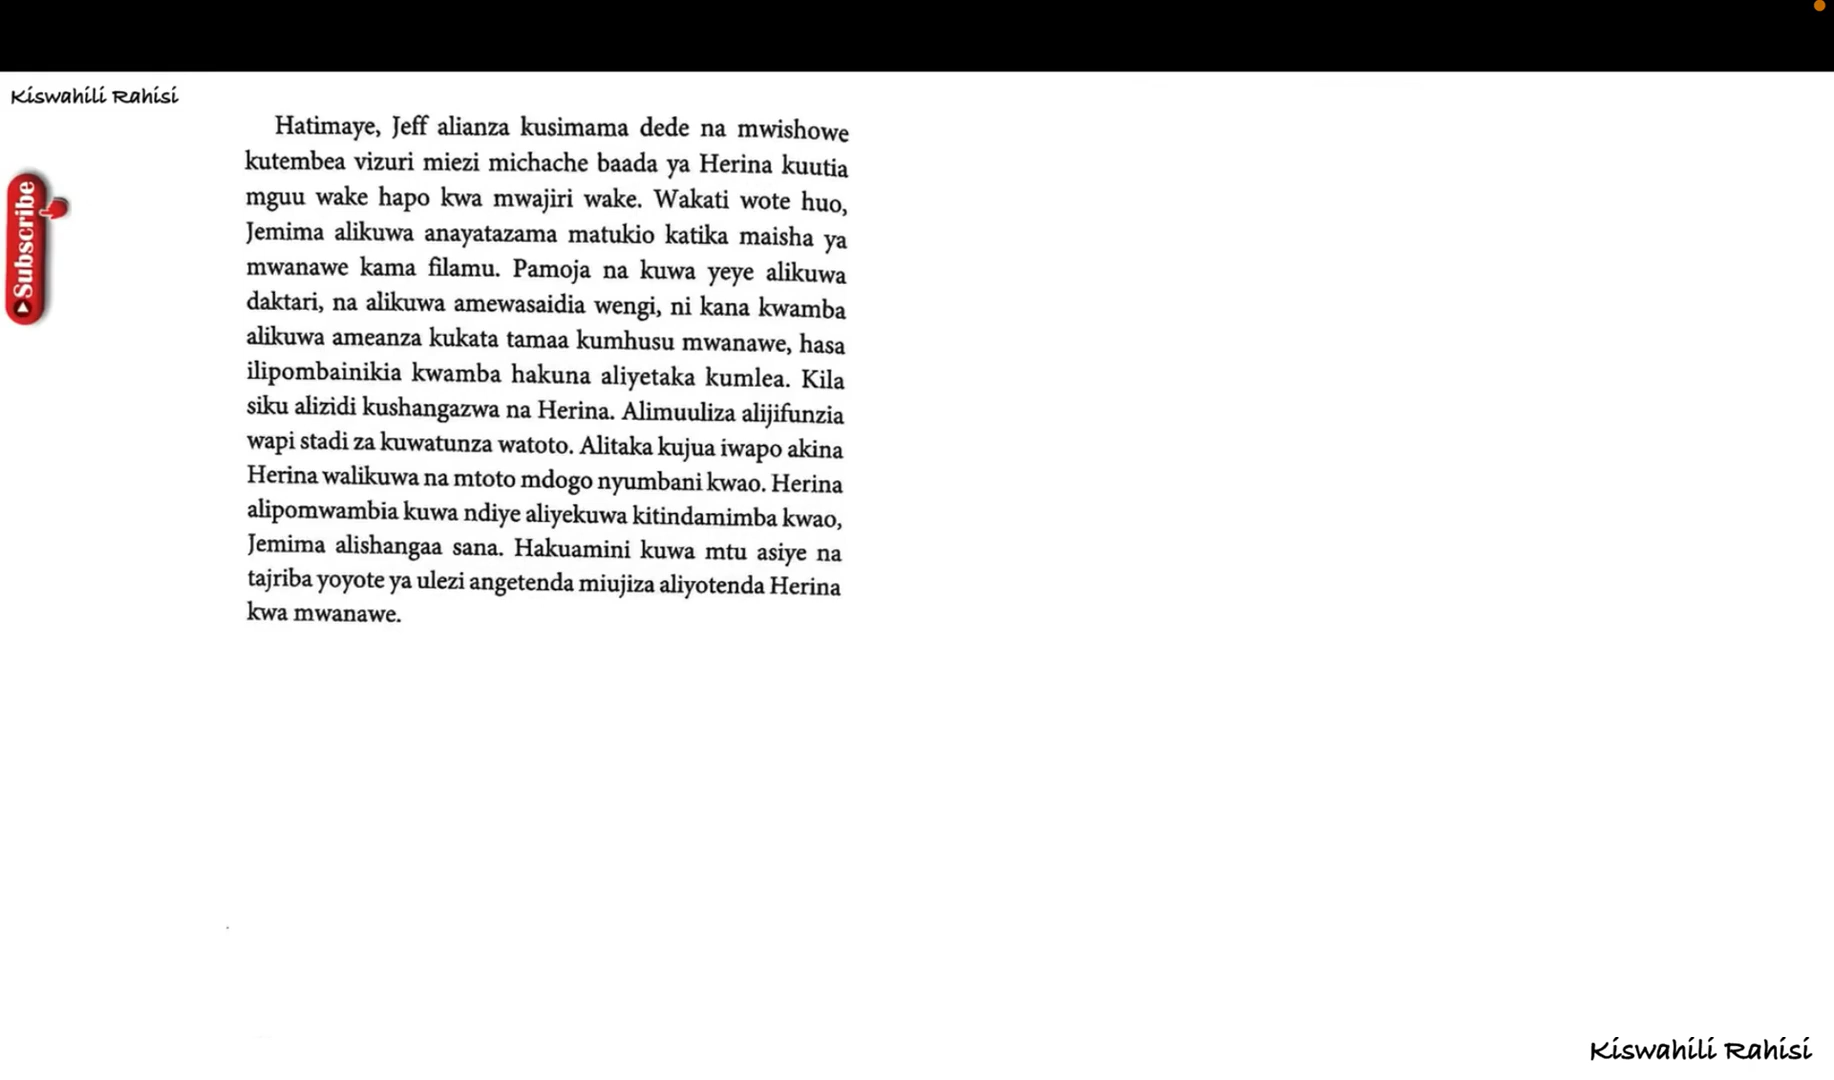 Kiswahili Rahisi
Subscribe
Hatimaye, Jeff alianza kusimama dede na mwishowe
kutembea vizuri miezi michache baada ya Herina kuutia
mguu wake hapo kwa mwajiri wake. Wakati wote huo,
Jemima alikuwa anayatazama matukio katika maisha ya
mwanawe kama filamu. Pamoja na kuwa yeye alikuwa
daktari, na alikuwa amewasaidia wengi, ni kana kwamba
alikuwa ameanza kukata tamaa kumhusu mwanawe, hasa
ilipombainikia kwamba hakuna aliyetaka kumlea. Kila
siku alizidi kushangazwa na Herina. Alimuuliza alijifunzia
wapi stadi za kuwatunza watoto. Alitaka kujua iwapo akina
Herina walikuwa na mtoto mdogo nyumbani kwao. Herina
alipomwambia kuwa ndiye aliyekuwa kitindamimba kwao,
Jemima alishangaa sana. Hakuamini kuwa mtu asiye na
tajriba yoyote ya ulezi angetenda miujiza aliyotenda Herina
kwa mwanawe.
Kiswahili Rahisi